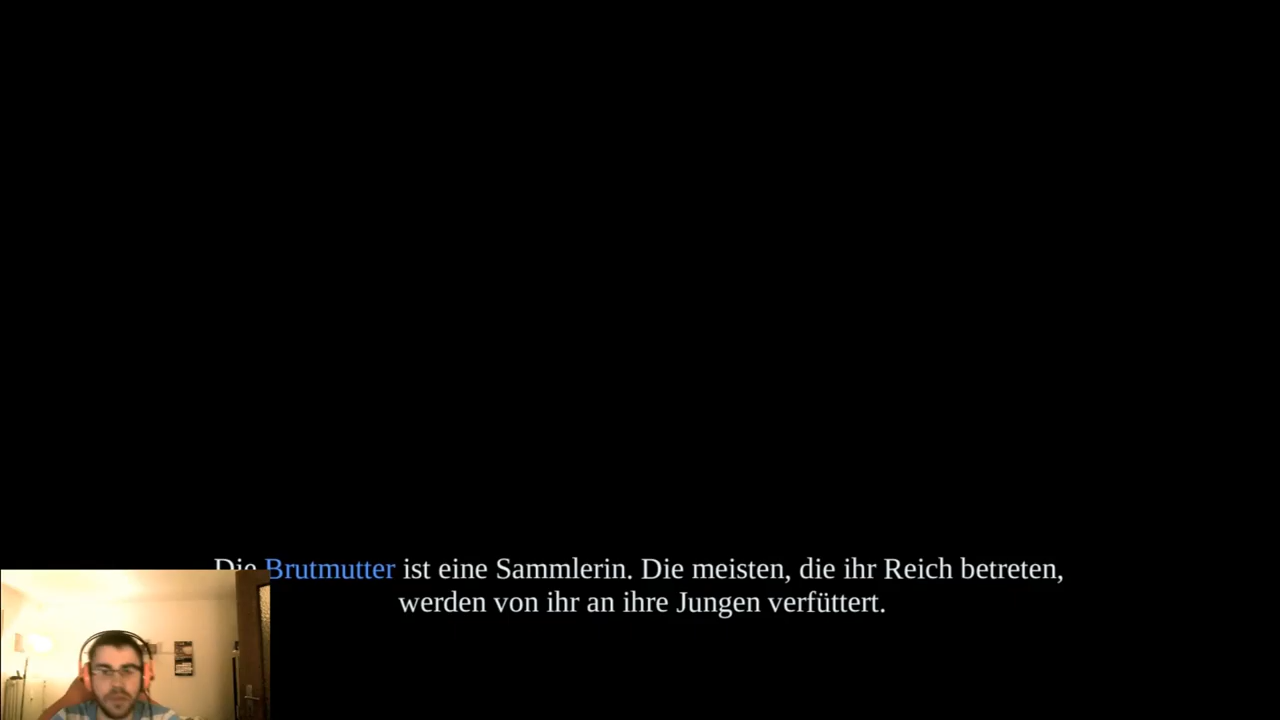 Die Brutmutter ist eine Sammlerin. Die meisten, die ihr Reich betreten,
werden von ihr an ihre Jungen verfüttert.